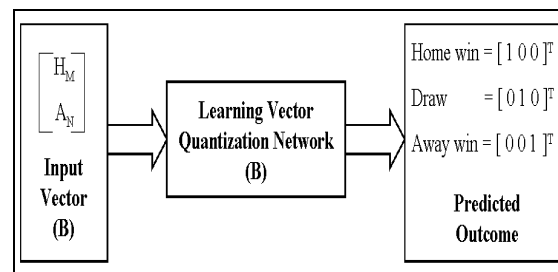 H_M
A_N
Input
Vector
(B)
Learning Vector
Quantization Network
(B)
Home win = [ 1 0 0 ]^T
Draw = [ 0 1 0 ]^T
Away win = [ 0 0 1 ]^T
Predicted
Outcome